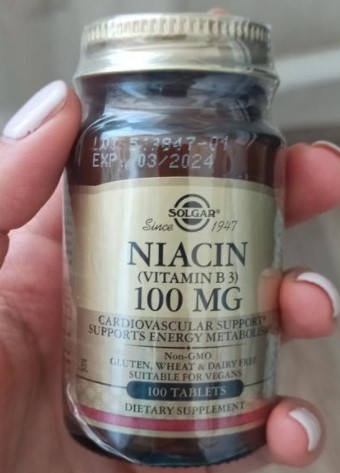 EXP. 03/2024
SOLGAR®
Since 1947
NIACIN
(VITAMIN B3)
100 MG
CARDIOVASCULAR SUPPORT*
SUPPORTS ENERGY METABOLISM*
Non-GMO
GLUTEN, WHEAT & DAIRY FREE
SUITABLE FOR VEGANS
100 TABLETS
DIETARY SUPPLEMENT